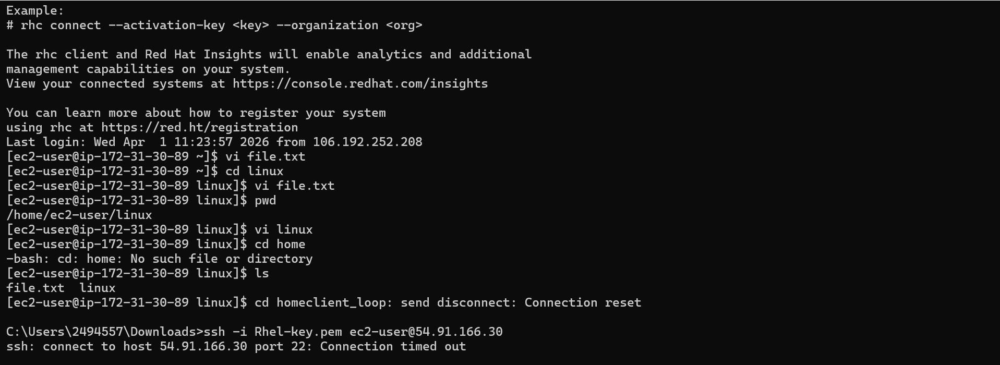 Example:
# rhc connect --activation-key <key> --organization <org>
The rhc client and Red Hat Insights will enable analytics and additional
management capabilities on your system.
View your connected systems at https://console.redhat.com/insights
You can learn more about how to register your system
using rhc at https://red.ht/registration
Last login: Wed Apr  1 11:23:57 2026 from 106.192.252.208
[ec2-user@ip-172-31-30-89 ~]$ vi file.txt
[ec2-user@ip-172-31-30-89 ~]$ cd linux
[ec2-user@ip-172-31-30-89 linux]$ vi file.txt
[ec2-user@ip-172-31-30-89 linux]$ pwd
/home/ec2-user/linux
[ec2-user@ip-172-31-30-89 linux]$ vi linux
[ec2-user@ip-172-31-30-89 linux]$ cd home
-bash: cd: home: No such file or directory
[ec2-user@ip-172-31-30-89 linux]$ ls
file.txt  linux
[ec2-user@ip-172-31-30-89 linux]$ cd homeclient_loop: send disconnect: Connection reset
C:\Users\2494557\Downloads>ssh -i Rhel-key.pem ec2-user@54.91.166.30
ssh: connect to host 54.91.166.30 port 22: Connection timed out